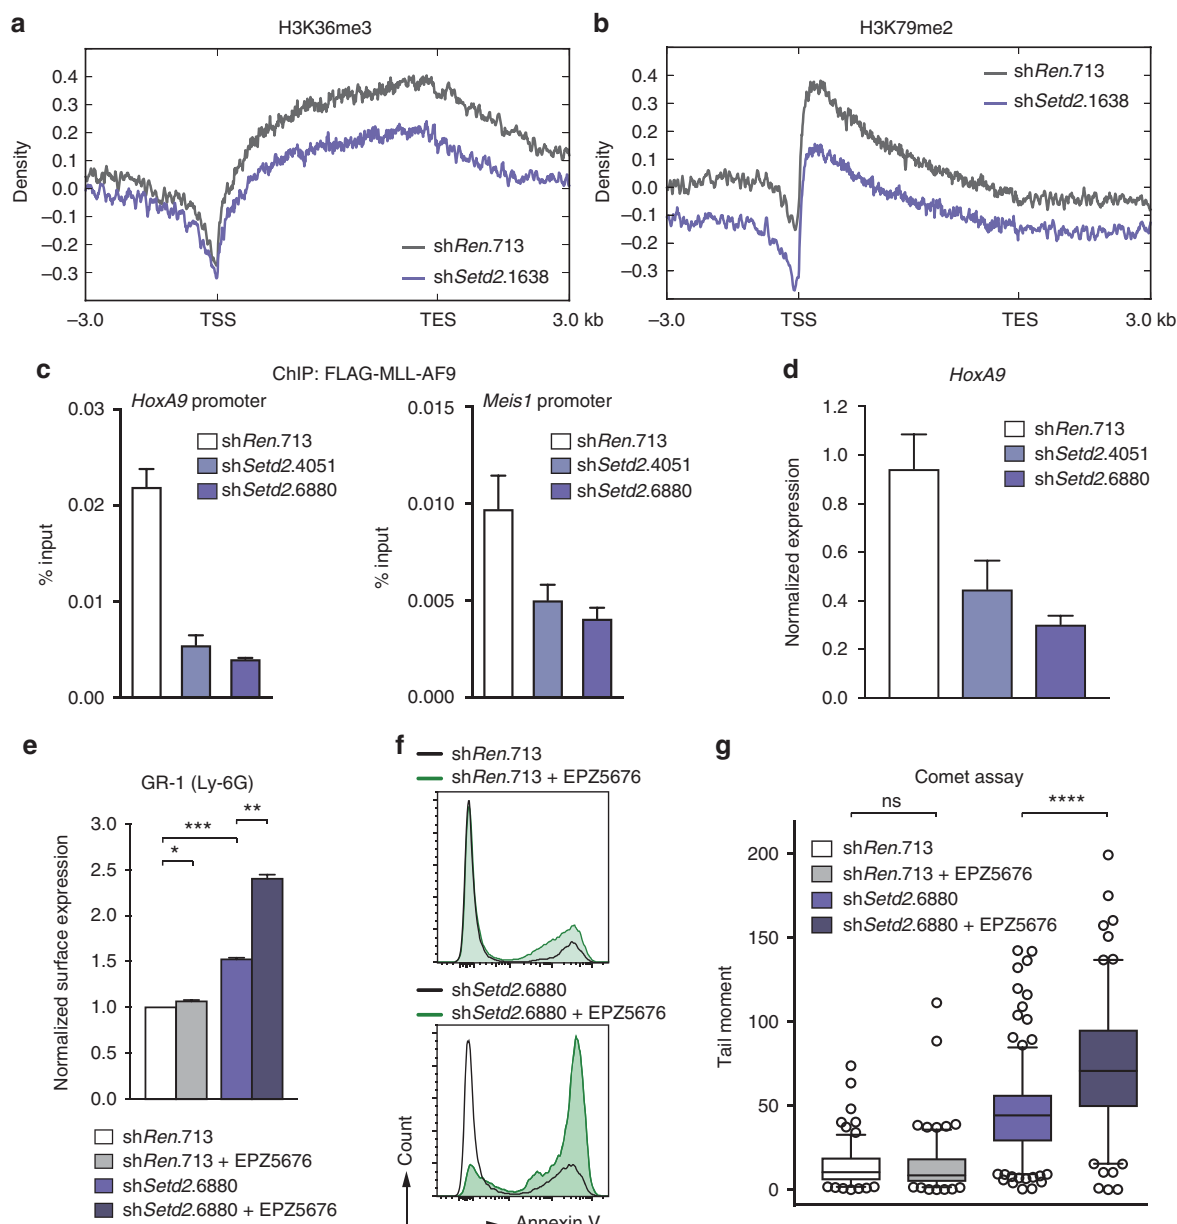 a
H3K36me3
Density
0.4
0.3
0.2
0.1
0.0
–0.1
–0.2
–0.3
shRen.713
shSetd2.1638
–3.0
TSS
TES
3.0 kb
b
H3K79me2
Density
0.4
0.3
0.2
0.1
0.0
–0.1
–0.2
–0.3
shRen.713
shSetd2.1638
–3.0
TSS
TES
3.0 kb
c
ChIP: FLAG-MLL-AF9
HoxA9 promoter
% input
0.03
0.02
0.01
0.00
shRen.713
shSetd2.4051
shSetd2.6880
Meis1 promoter
% input
0.015
0.010
0.005
0.000
shRen.713
shSetd2.4051
shSetd2.6880
d
HoxA9
Normalized expression
1.2
1.0
0.8
0.6
0.4
0.2
0.0
shRen.713
shSetd2.4051
shSetd2.6880
e
GR-1 (Ly-6G)
Normalized surface expression
3.0
2.5
2.0
1.5
1.0
0.5
0.0
***
**
*
shRen.713
shRen.713 + EPZ5676
shSetd2.6880
shSetd2.6880 + EPZ5676
f
shRen.713
shRen.713 + EPZ5676
shSetd2.6880
shSetd2.6880 + EPZ5676
Count
Annexin V
g
Comet assay
ns
****
Tail moment
200
150
100
50
0
shRen.713
shRen.713 + EPZ5676
shSetd2.6880
shSetd2.6880 + EPZ5676